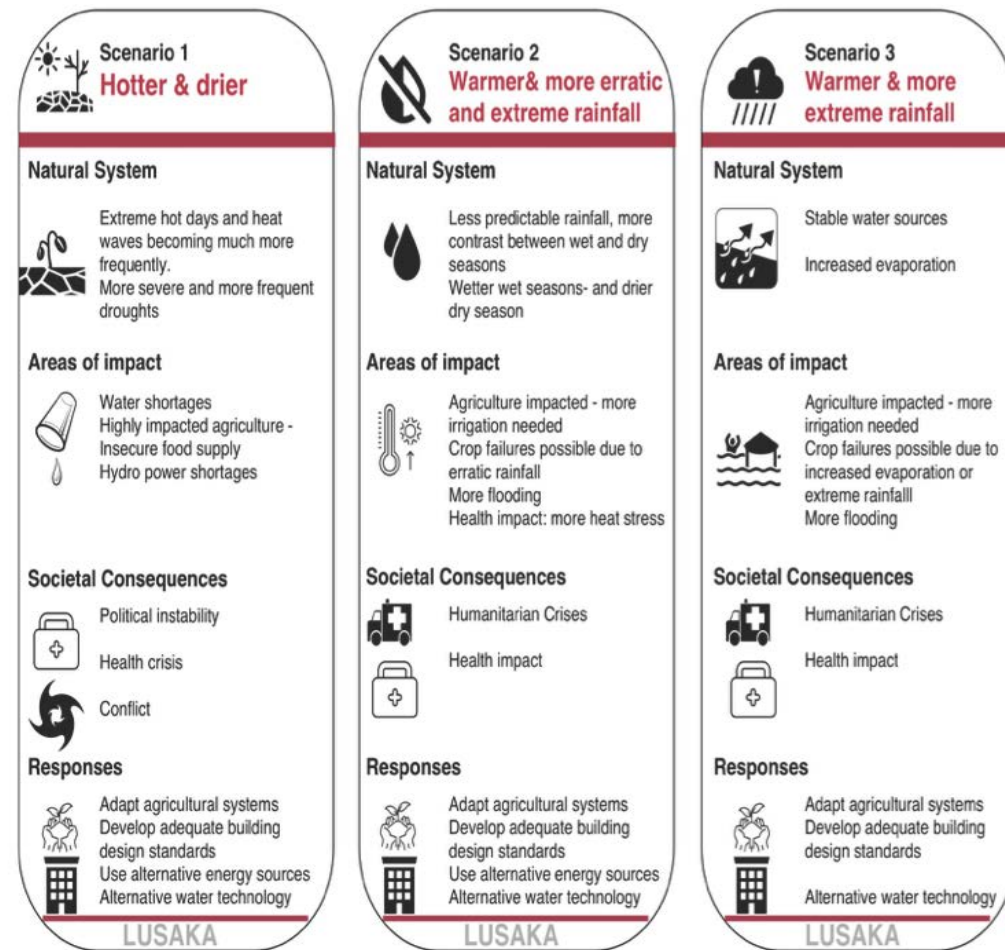 Scenario 1
Hotter & drier
Natural System
Extreme hot days and heat
waves becoming much more
frequently.
More severe and more frequent
droughts
Areas of impact
Water shortages
Highly impacted agriculture -
Insecure food supply
Hydro power shortages
Societal Consequences
Political instability
Health crisis
Conflict
Responses
Adapt agricultural systems
Develop adequate building
design standards
Use alternative energy sources
Alternative water technology
LUSAKA
Scenario 2
Warmer& more erratic
and extreme rainfall
Natural System
Less predictable rainfall, more
contrast between wet and dry
seasons
Wetter wet seasons- and drier
dry season
Areas of impact
Agriculture impacted - more
irrigation needed
Crop failures possible due to
erratic rainfall
More flooding
Health impact: more heat stress
Societal Consequences
Humanitarian Crises
Health impact
Responses
Adapt agricultural systems
Develop adequate building
design standards
Use alternative energy sources
Alternative water technology
LUSAKA
Scenario 3
Warmer & more
extreme rainfall
Natural System
Stable water sources
Increased evaporation
Areas of impact
Agriculture impacted - more
irrigation needed
Crop failures possible due to
increased evaporation or
extreme rainfalll
More flooding
Societal Consequences
Humanitarian Crises
Health impact
Responses
Adapt agricultural systems
Develop adequate building
design standards
Alternative water technology
LUSAKA